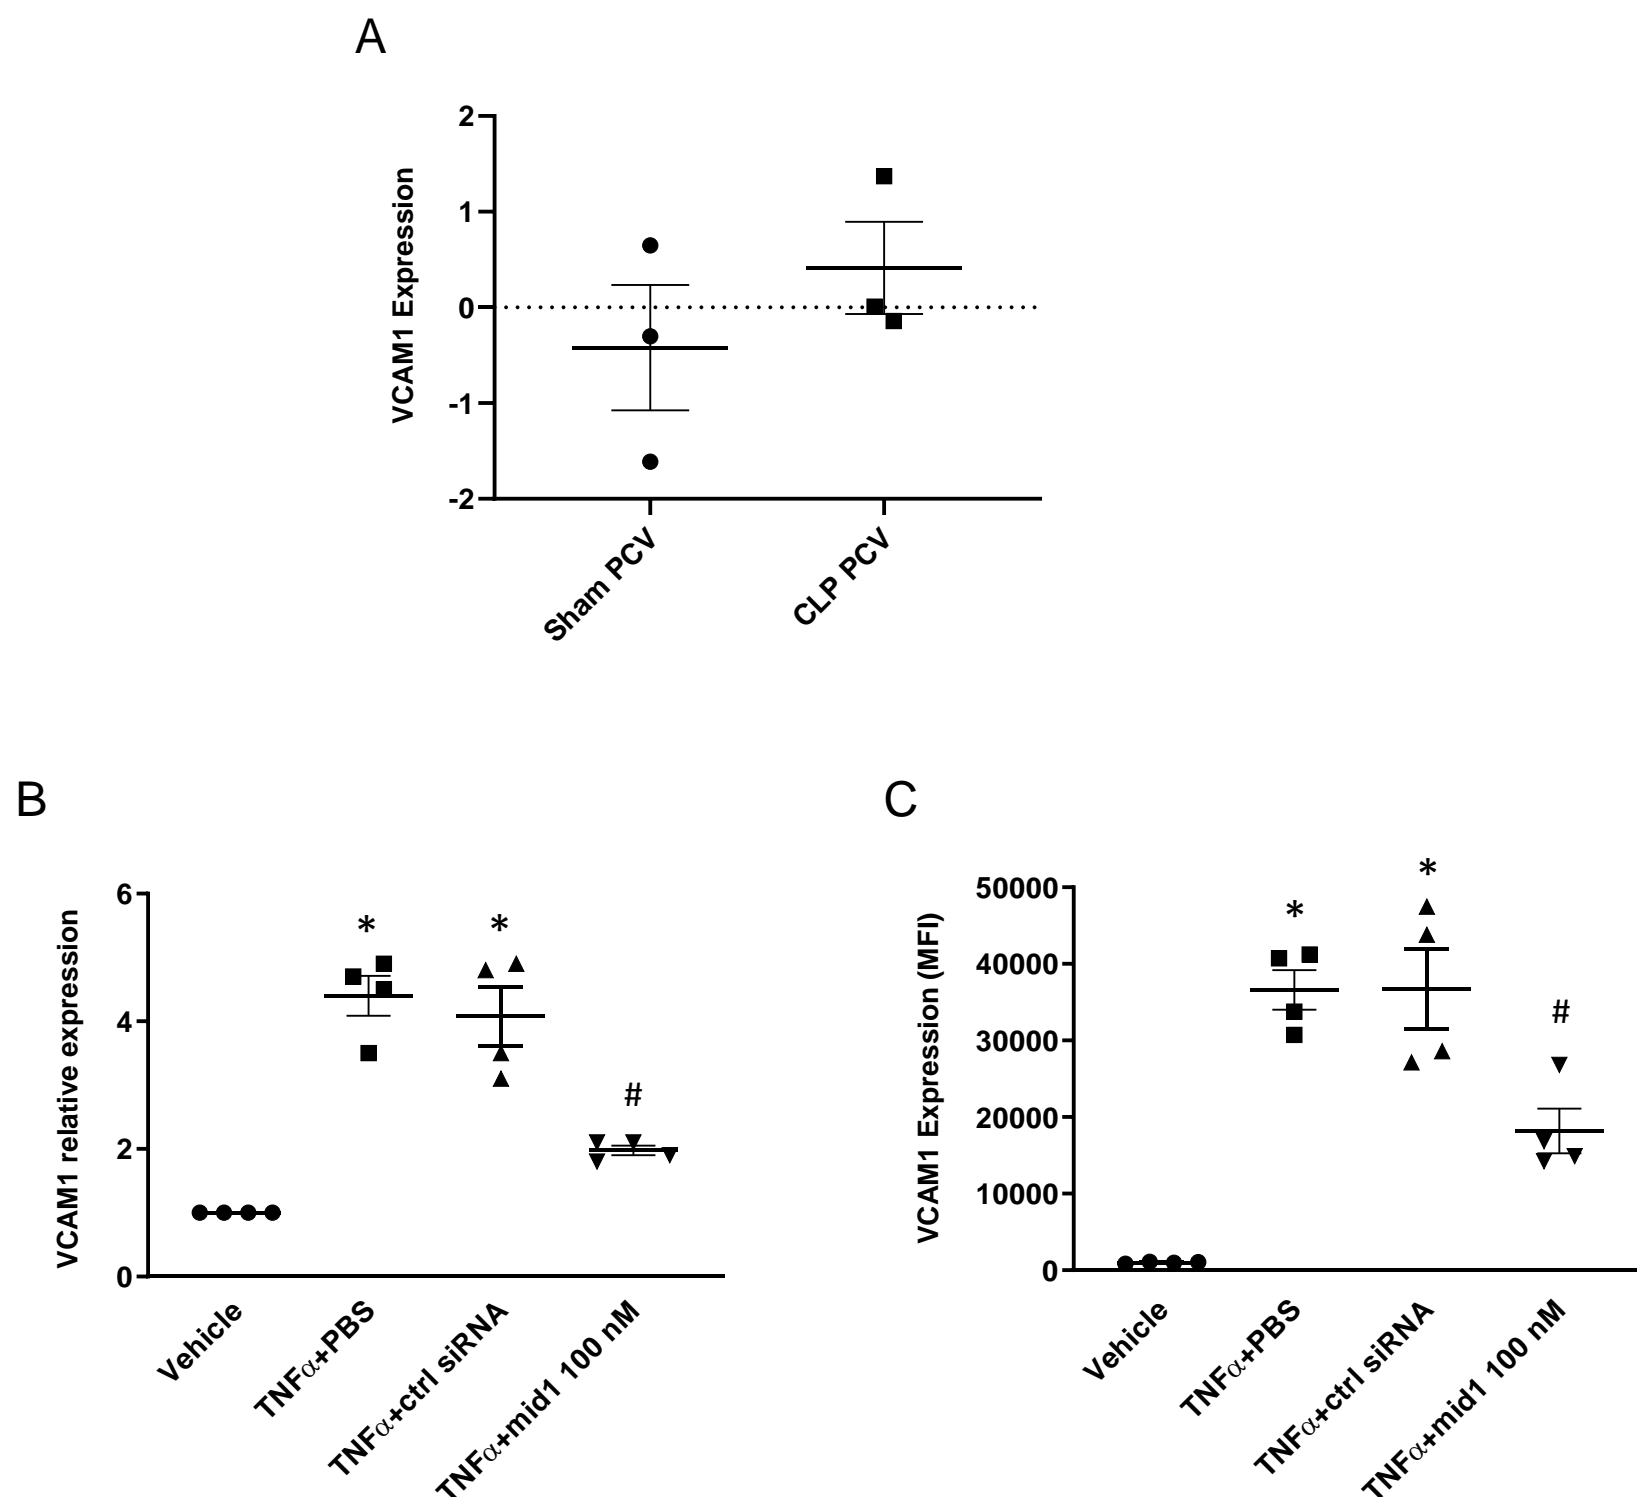 A
VCAM1 Expression
2
1
0
-1
-2
Sham PCV
CLP PCV
B
VCAM1 relative expression
6
4
2
0
*
*
#
Vehicle
TNFα+PBS
TNFα+ctrl siRNA
TNFα+mid1 100 nM
C
VCAM1 Expression (MFI)
50000
40000
30000
20000
10000
0
*
*
#
Vehicle
TNFα+PBS
TNFα+ctrl siRNA
TNFα+mid1 100 nM